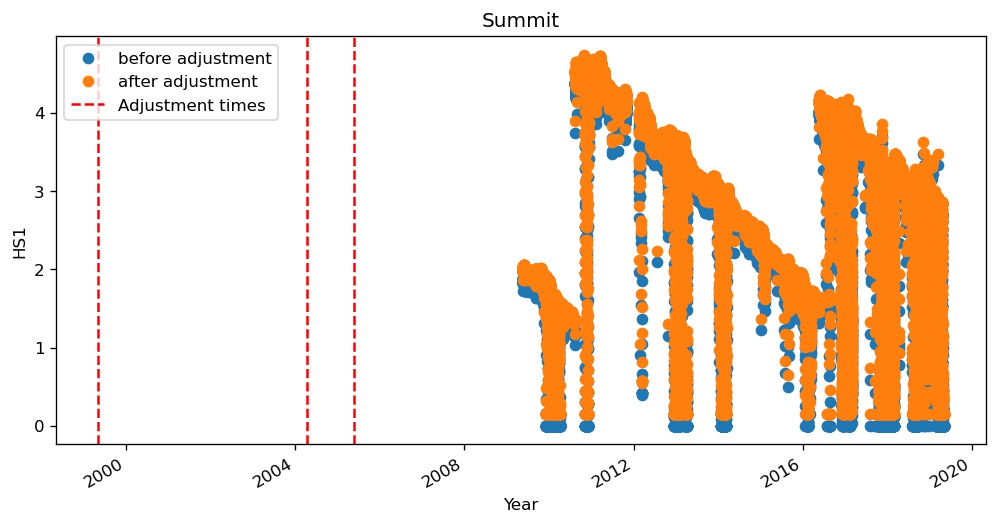 Summit
before adjustment
after adjustment
Adjustment times
HS1
4
3
2
1
0
2000
2004
2008
2012
2016
2020
Year